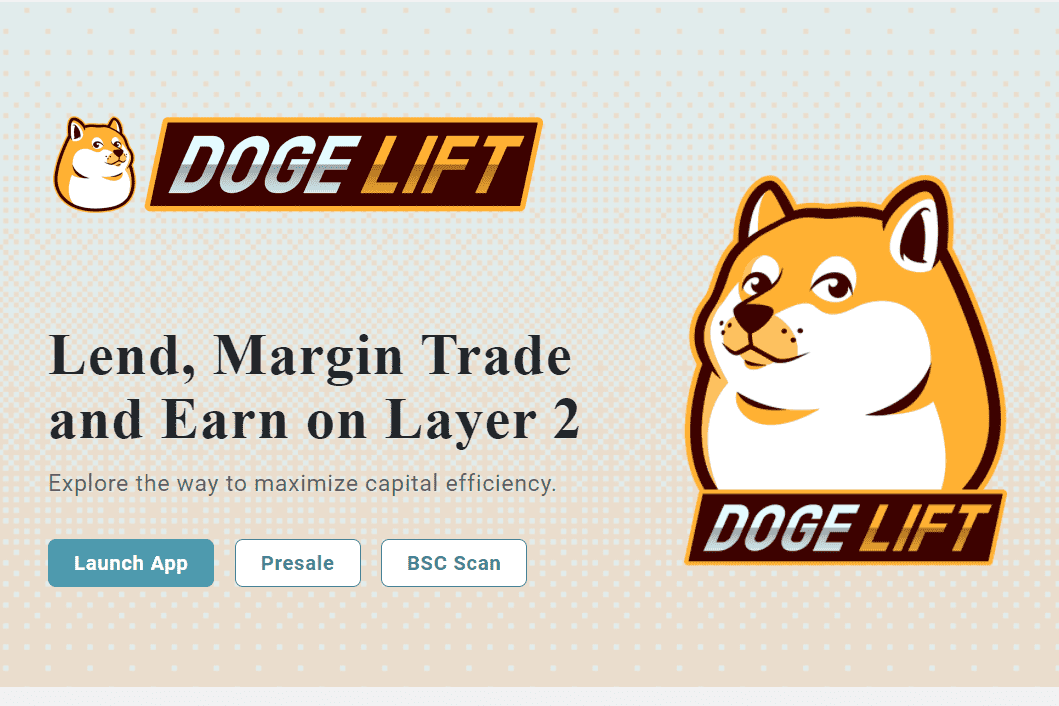 DOGE LIFT
Lend, Margin Trade
and Earn on Layer 2
Explore the way to maximize capital efficiency.
Launch App
Presale
BSC Scan
DOGE LIFT